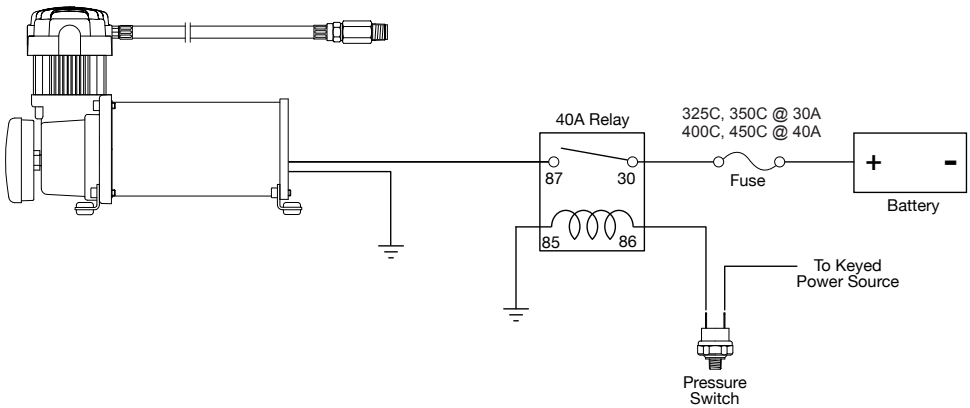 325C, 350C @ 30A
400C, 450C @ 40A
40A Relay
87
30
Fuse
+
-
Battery
85
86
To Keyed
Power Source
Pressure
Switch